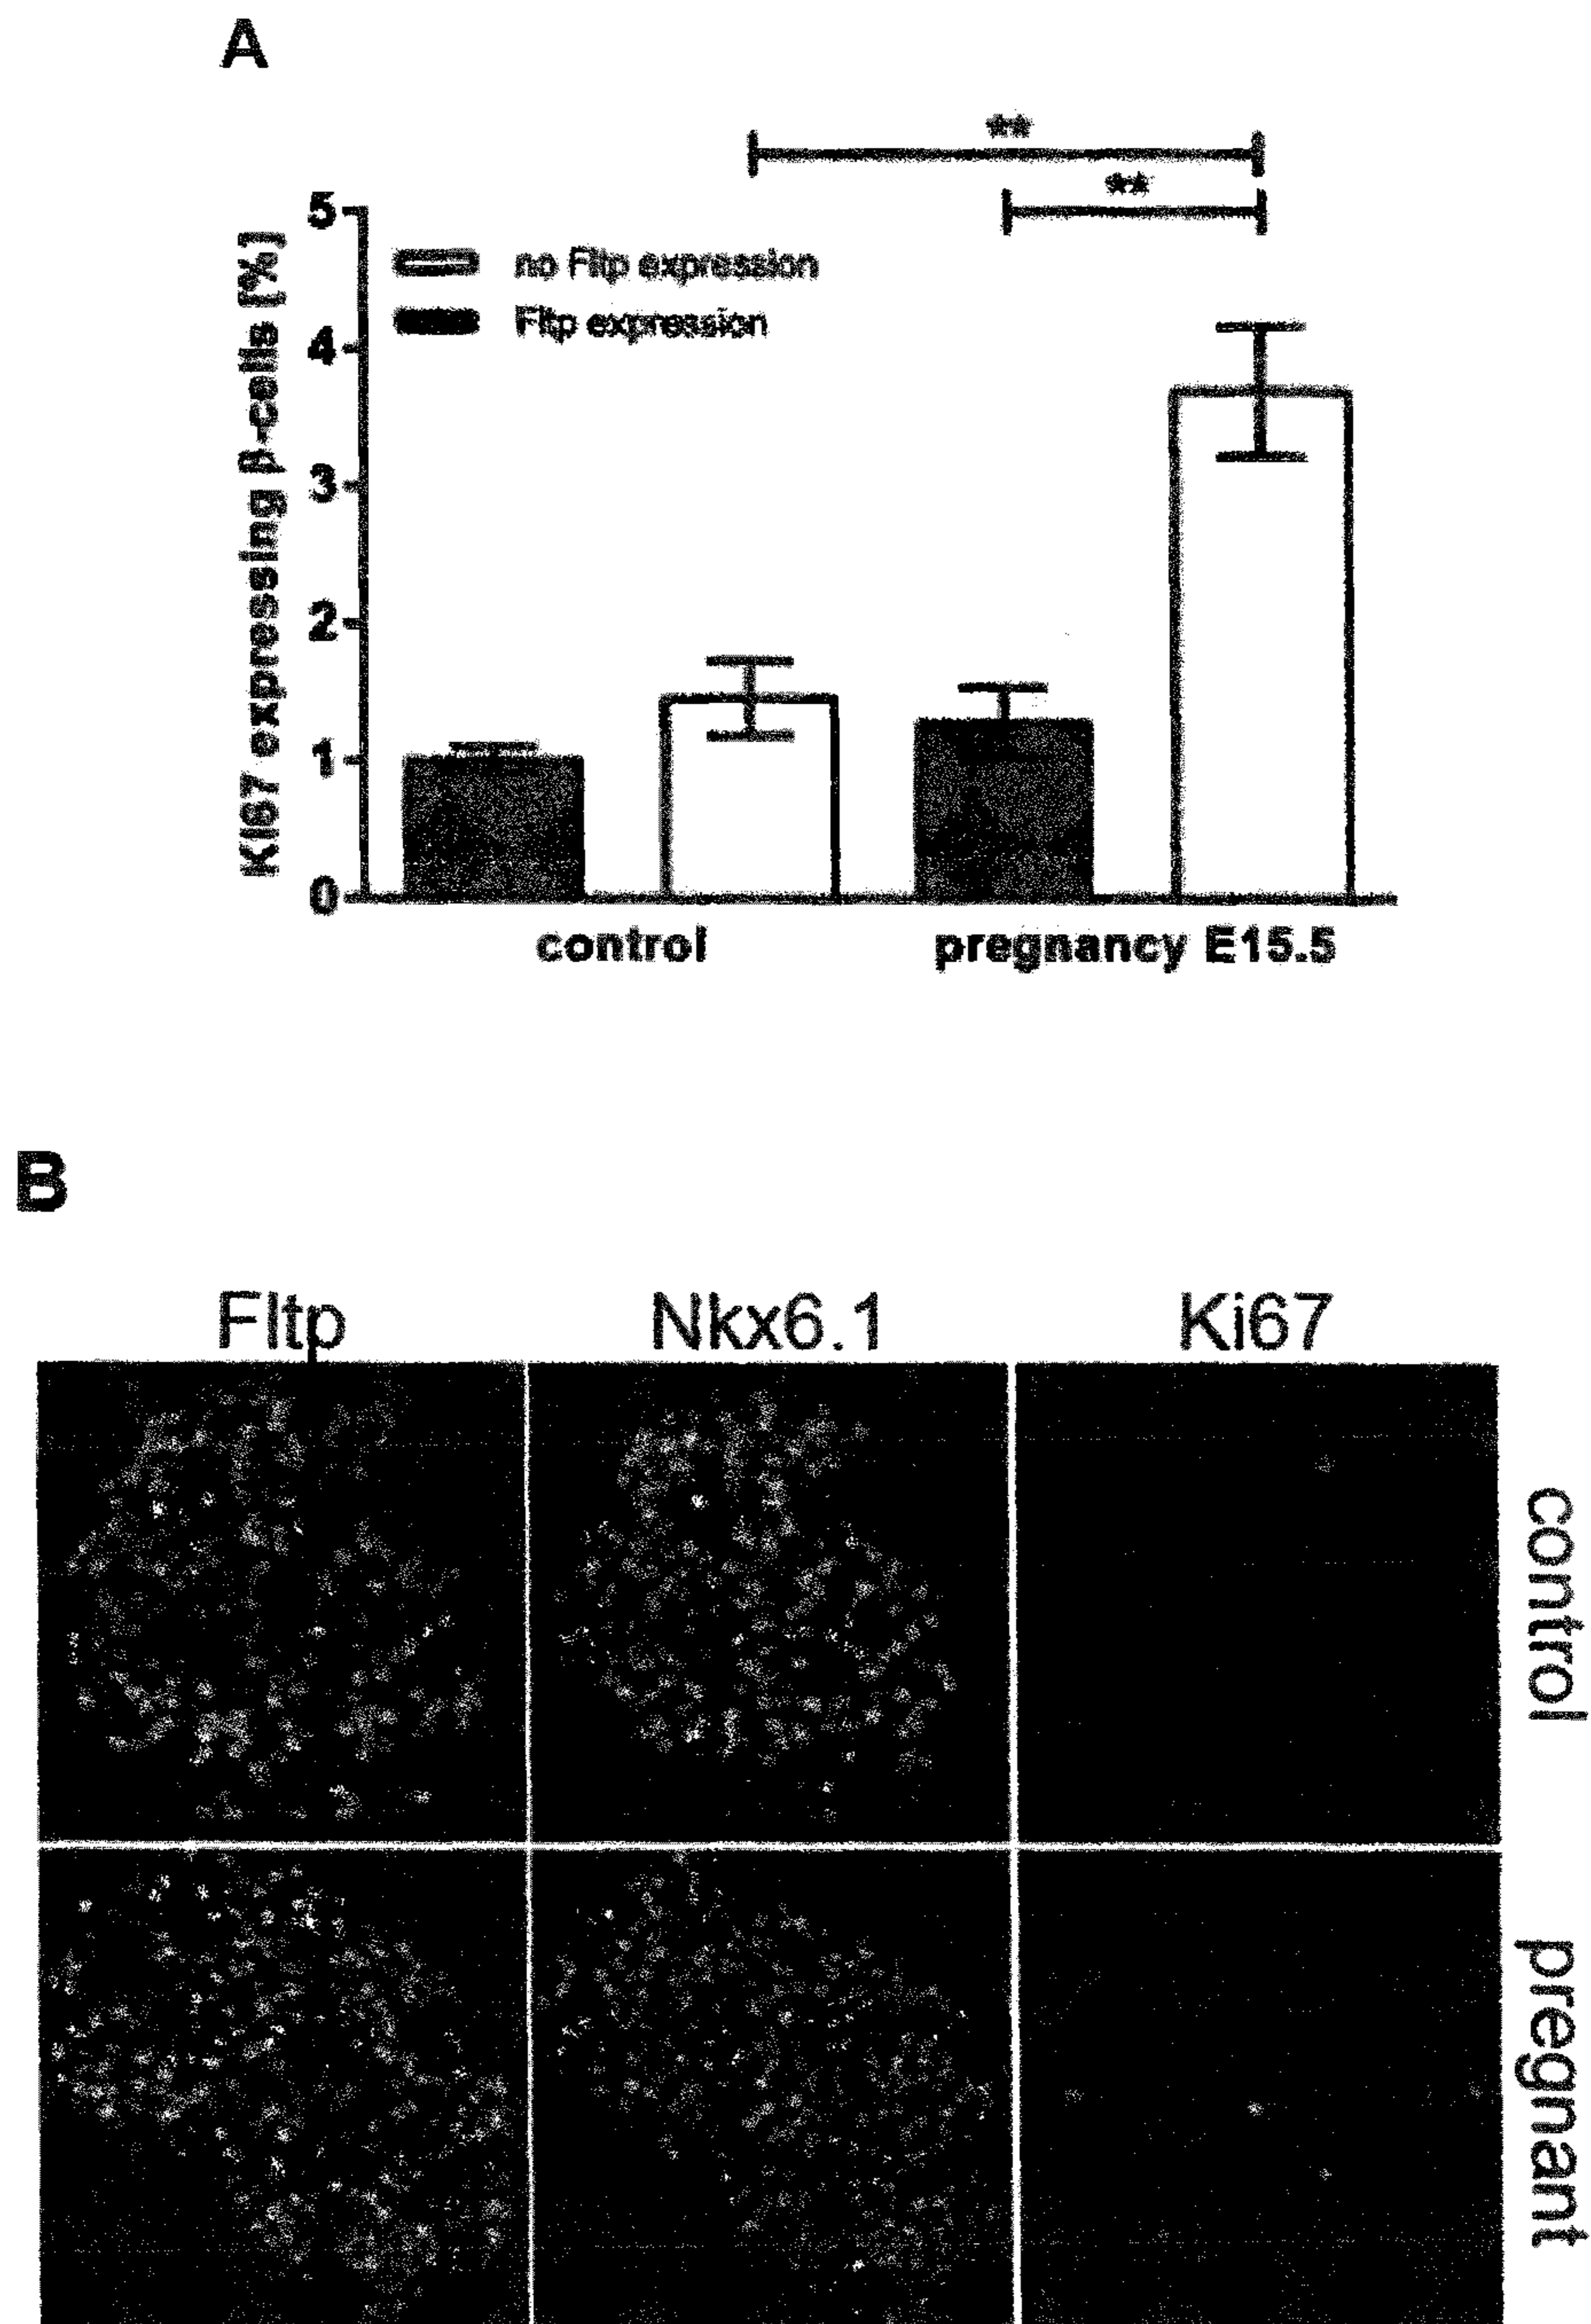 A
**
**
5
no Fltp expression
Fltp expression
4
3
2
1
0
Ki67 expressing β-cells [%]
control
pregnancy E15.5
B
Fltp
Nkx6.1
Ki67
control
pregnant